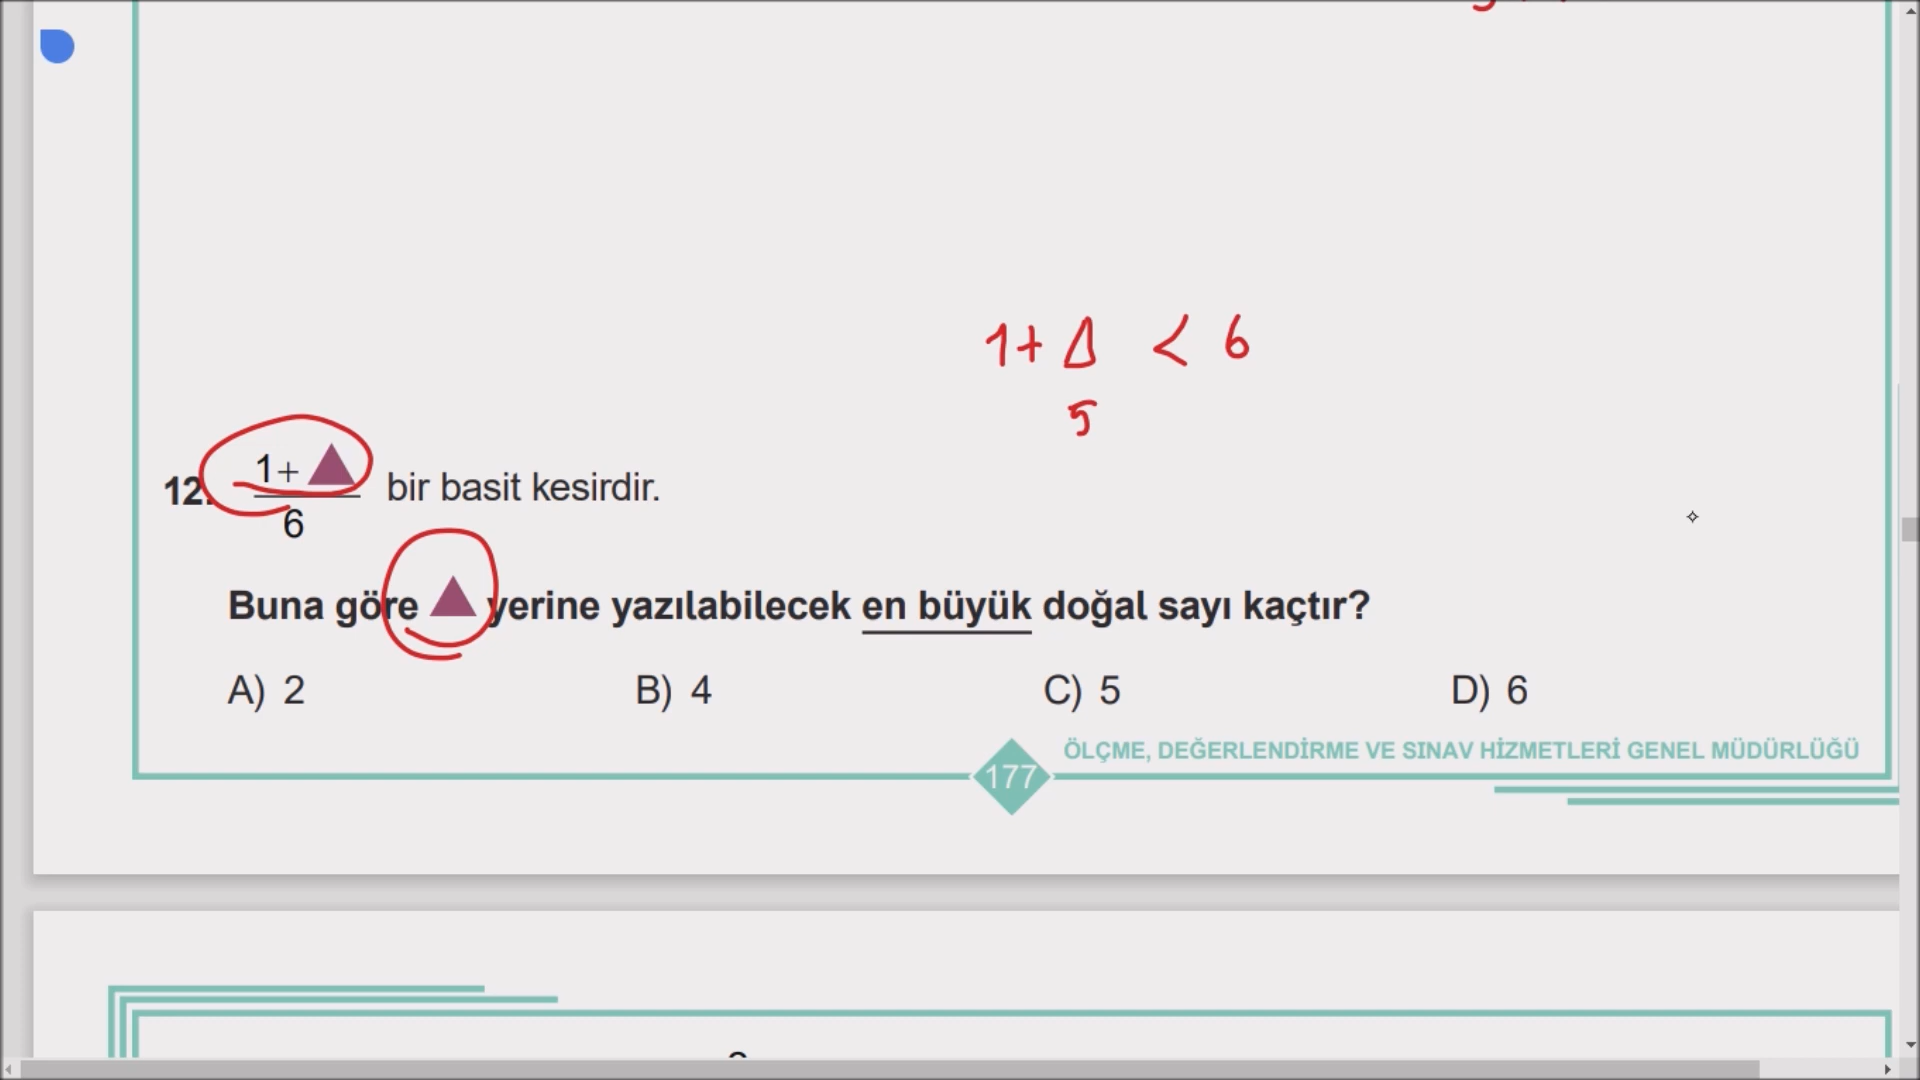 1+ Δ < 6
5
12. 1+ ▲ bir basit kesirdir.
6
Buna göre ▲ yerine yazılabilecek en büyük doğal sayı kaçtır?
A) 2 B) 4 C) 5 D) 6
ÖLÇME, DEĞERLENDİRME VE SINAV HİZMETLERİ GENEL MÜDÜRLÜĞÜ
177